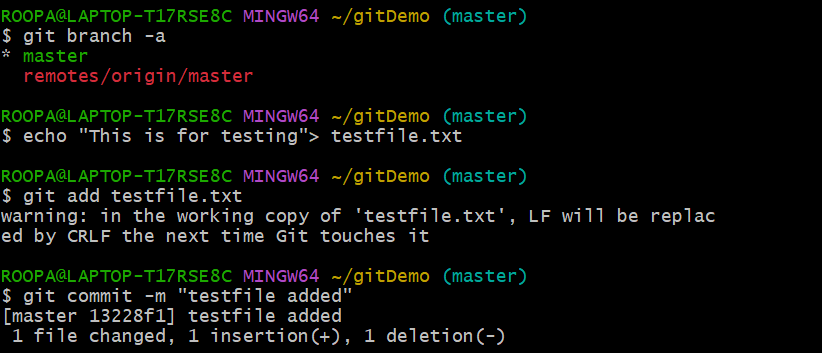 ROOPA@LAPTOP-T17RSE8C MINGW64 ~/gitDemo (master)
$ git branch -a
* master
  remotes/origin/master
ROOPA@LAPTOP-T17RSE8C MINGW64 ~/gitDemo (master)
$ echo "This is for testing"> testfile.txt
ROOPA@LAPTOP-T17RSE8C MINGW64 ~/gitDemo (master)
$ git add testfile.txt
warning: in the working copy of 'testfile.txt', LF will be replac
ed by CRLF the next time Git touches it
ROOPA@LAPTOP-T17RSE8C MINGW64 ~/gitDemo (master)
$ git commit -m "testfile added"
[master 13228f1] testfile added
 1 file changed, 1 insertion(+), 1 deletion(-)